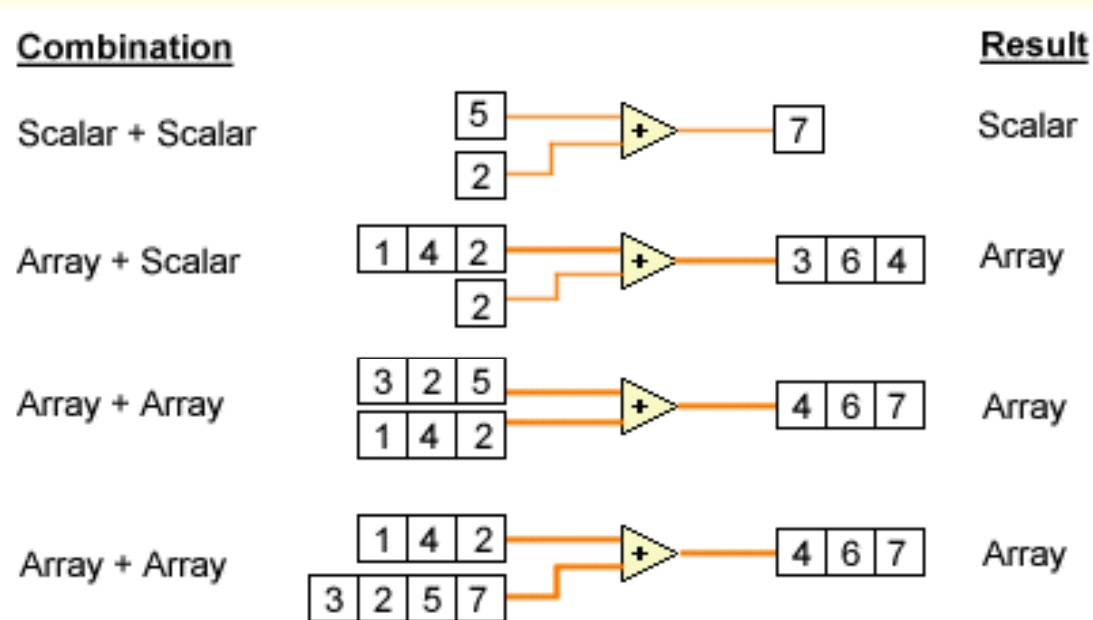 Combination Result
5
Scalar + Scalar + 7 Scalar
2
Array + Scalar 1 4 2 + 3 6 4 Array
2
3 2 5
Array + Array + 4 6 7 Array
1 4 2
1 4 2
Array + Array + 4 6 7 Array
3 2 5 7